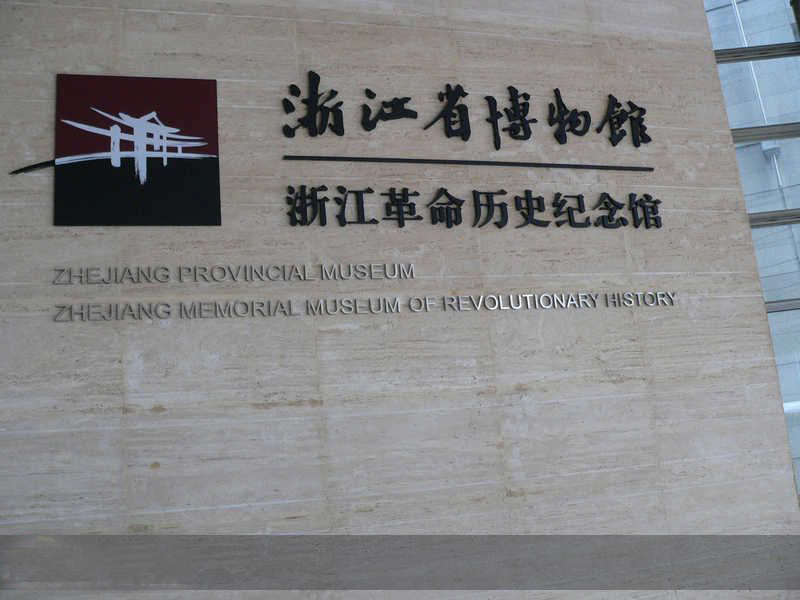 浙江省博物館
浙江革命历史纪念馆
ZHEJIANG PROVINCIAL MUSEUM
ZHEJIANG MEMORIAL MUSEUM OF REVOLUTIONARY HISTORY